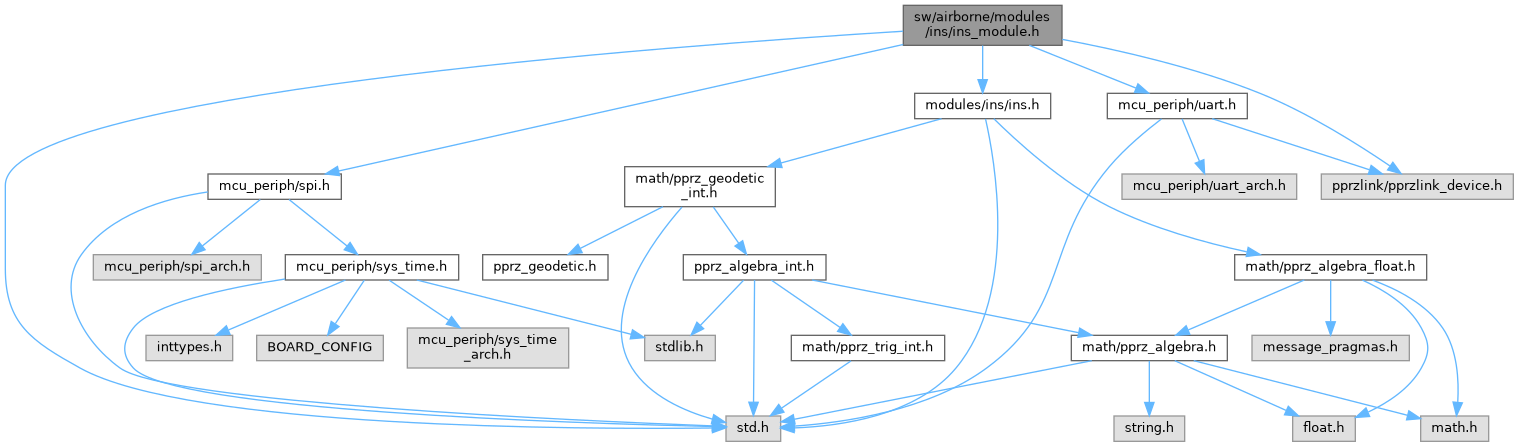 sw/airborne/modules
/ins/ins_module.h
modules/ins/ins.h
mcu_periph/uart.h
mcu_periph/spi.h
math/pprz_geodetic
_int.h
mcu_periph/uart_arch.h
pprzlink/pprzlink_device.h
mcu_periph/spi_arch.h
mcu_periph/sys_time.h
pprz_geodetic.h
pprz_algebra_int.h
math/pprz_algebra_float.h
inttypes.h
BOARD_CONFIG
mcu_periph/sys_time
_arch.h
stdlib.h
math/pprz_trig_int.h
math/pprz_algebra.h
message_pragmas.h
std.h
string.h
float.h
math.h